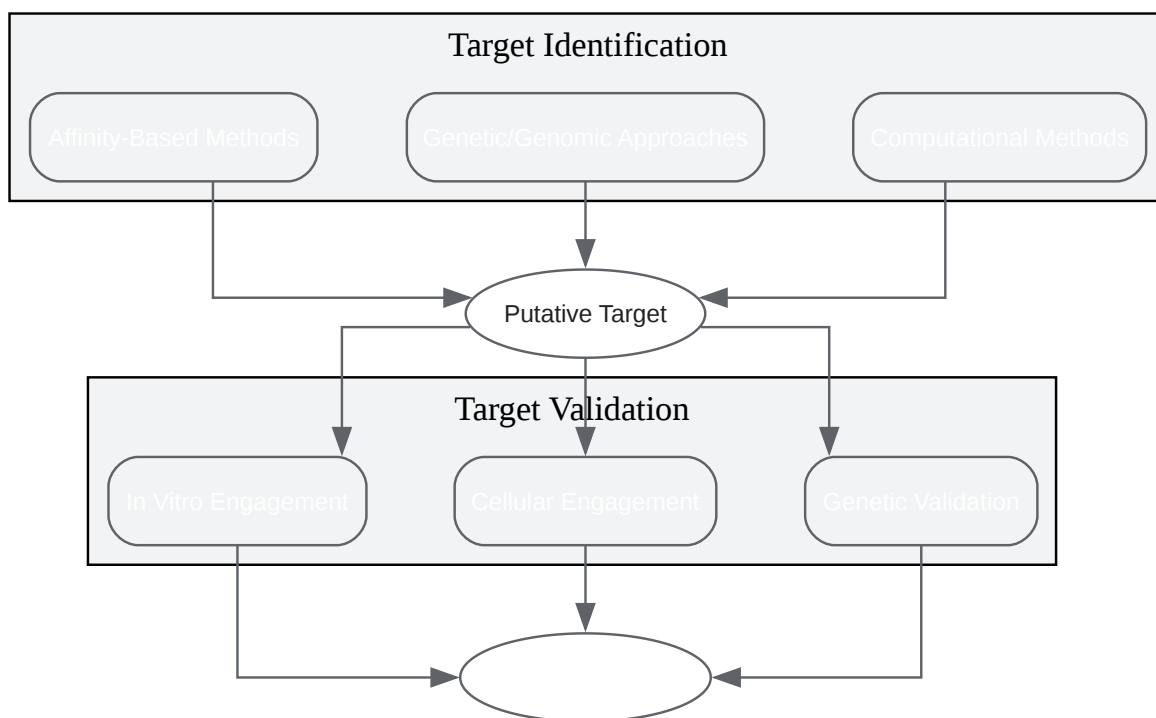 Target Identification
Affinity-Based Methods
Genetic/Genomic Approaches
Computational Methods
Putative Target
Target Validation
In Vitro Engagement
Cellular Engagement
Genetic Validation